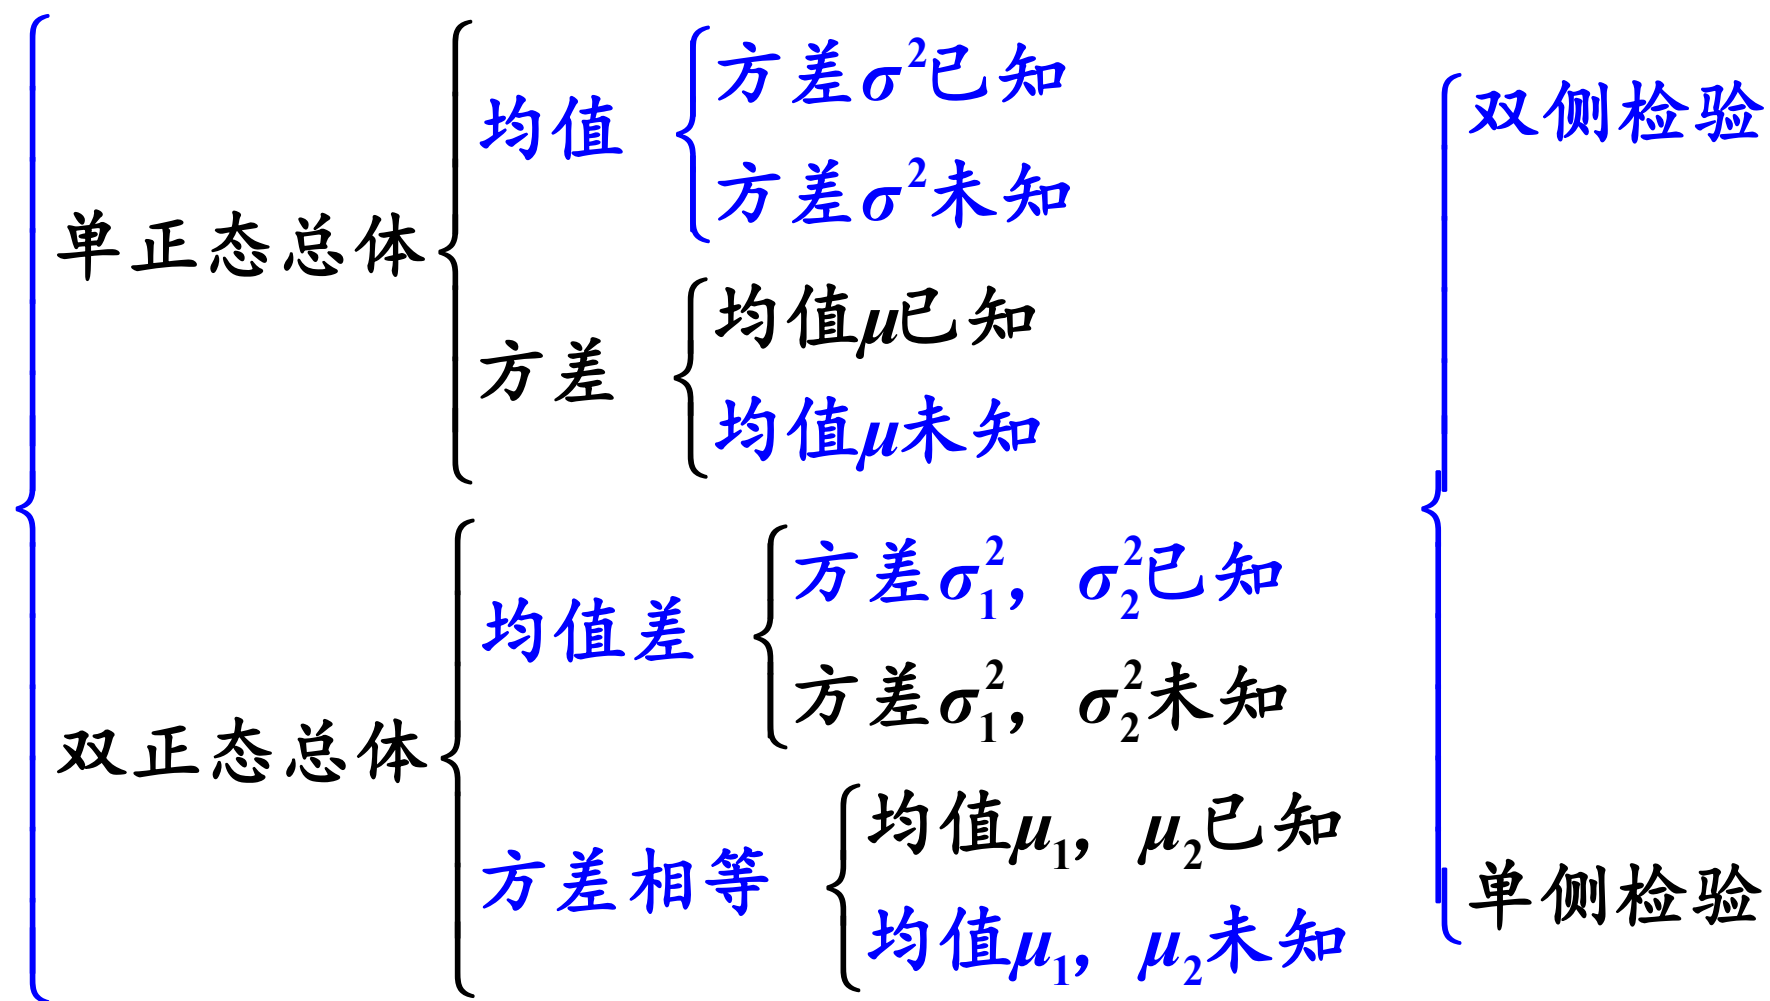 单正态总体
均值
方差σ²已知
方差σ²未知
方差
均值μ已知
均值μ未知
双正态总体
均值差
方差σ₁², σ₂²已知
方差σ₁², σ₂²未知
方差相等
均值μ₁, μ₂已知
均值μ₁, μ₂未知
双侧检验
单侧检验